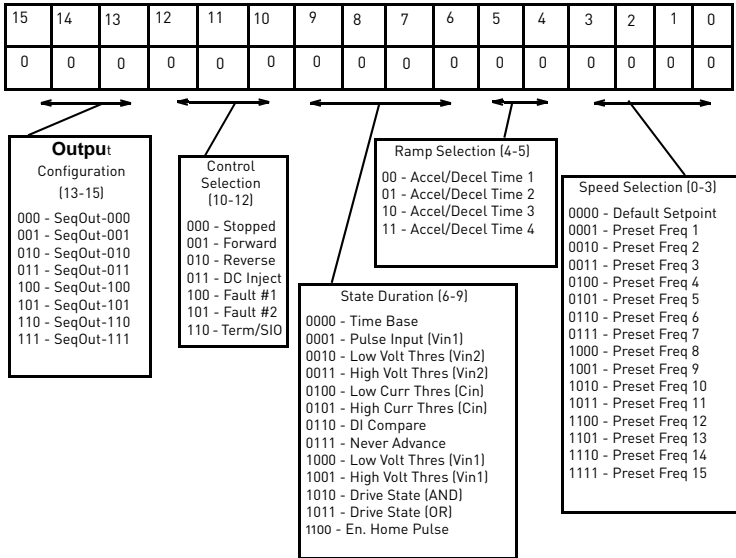 15 14 13 12 11 10 9 8 7 6 5 4 3 2 1 0
0 0 0 0 0 0 0 0 0 0 0 0 0 0 0 0
Output
Configuration
(13-15)
000 - SeqOut-000
001 - SeqOut-001
010 - SeqOut-010
011 - SeqOut-011
100 - SeqOut-100
101 - SeqOut-101
110 - SeqOut-110
111 - SeqOut-111
Control
Selection
(10-12)
000 - Stopped
001 - Forward
010 - Reverse
011 - DC Inject
100 - Fault #1
101 - Fault #2
110 - Term/SIO
State Duration (6-9)
0000 - Time Base
0001 - Pulse Input (Vin1)
0010 - Low Volt Thres (Vin2)
0011 - High Volt Thres (Vin2)
0100 - Low Curr Thres (Cin)
0101 - High Curr Thres (Cin)
0110 - DI Compare
0111 - Never Advance
1000 - Low Volt Thres (Vin1)
1001 - High Volt Thres (Vin1)
1010 - Drive State (AND)
1011 - Drive State (OR)
1100 - En. Home Pulse
Ramp Selection (4-5)
00 - Accel/Decel Time 1
01 - Accel/Decel Time 2
10 - Accel/Decel Time 3
11 - Accel/Decel Time 4
Speed Selection (0-3)
0000 - Default Setpoint
0001 - Preset Freq 1
0010 - Preset Freq 2
0011 - Preset Freq 3
0100 - Preset Freq 4
0101 - Preset Freq 5
0110 - Preset Freq 6
0111 - Preset Freq 7
1000 - Preset Freq 8
1001 - Preset Freq 9
1010 - Preset Freq 10
1011 - Preset Freq 11
1100 - Preset Freq 12
1101 - Preset Freq 13
1110 - Preset Freq 14
1111 - Preset Freq 15